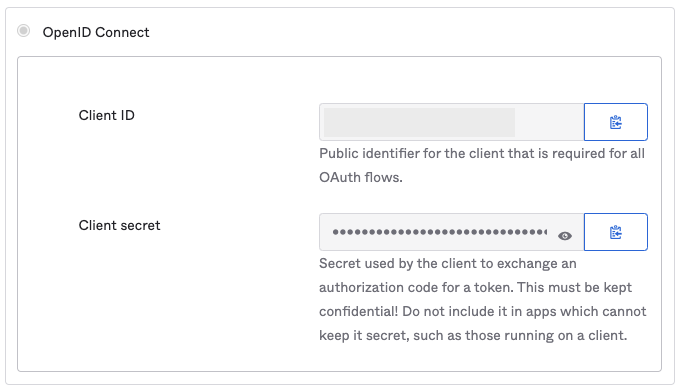 OpenID Connect
Client ID
Public identifier for the client that is required for all
OAuth flows.
Client secret
••••••••••••••••••••••••••••••
Secret used by the client to exchange an
authorization code for a token. This must be kept
confidential! Do not include it in apps which cannot
keep it secret, such as those running on a client.